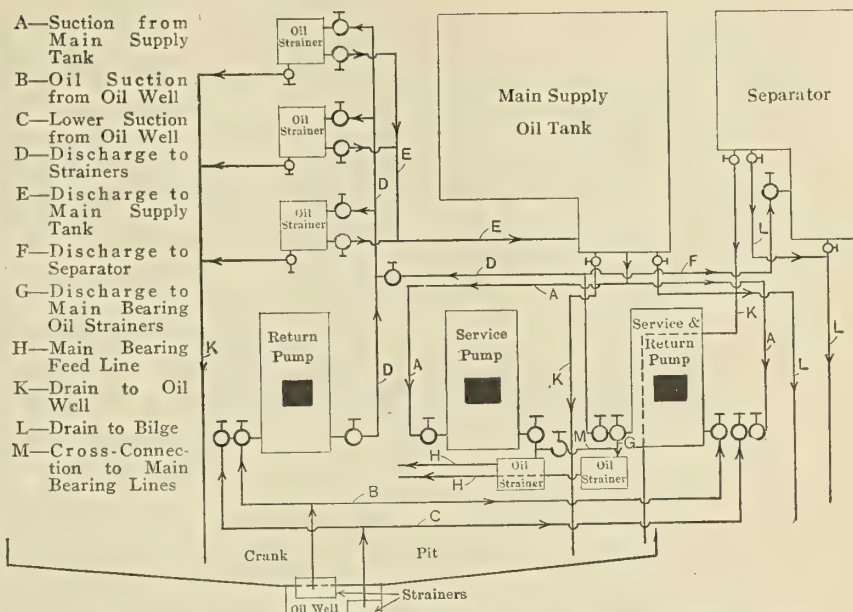 A—Suction from
Main Supply
Tank
B—Oil Suction
from Oil Well
C—Lower Suction
from Oil Well
D—Discharge to
Strainers
E—Discharge to
Main Supply
Tank
F—Discharge to
Separator
G—Discharge to
Main Bearing
Oil Strainers
H—Main Bearing
Feed Line
K—Drain to Oil
Well
L—Drain to Bilge
M—Cross-Connec-
tion to Main
Bearing Lines
Oil
Strainer
Oil
Strainer
Oil
Strainer
Main Supply
Oil Tank
Separator
E
D
E
L
D
F
A
K
Return
Pump
Service
Pump
Service &
Return
Pump
K
D
A
K
A
L
L
M
G
H
H
Oil
Strainer
Oil
Strainer
B
C
Crank
Pit
Strainers
Oil Well